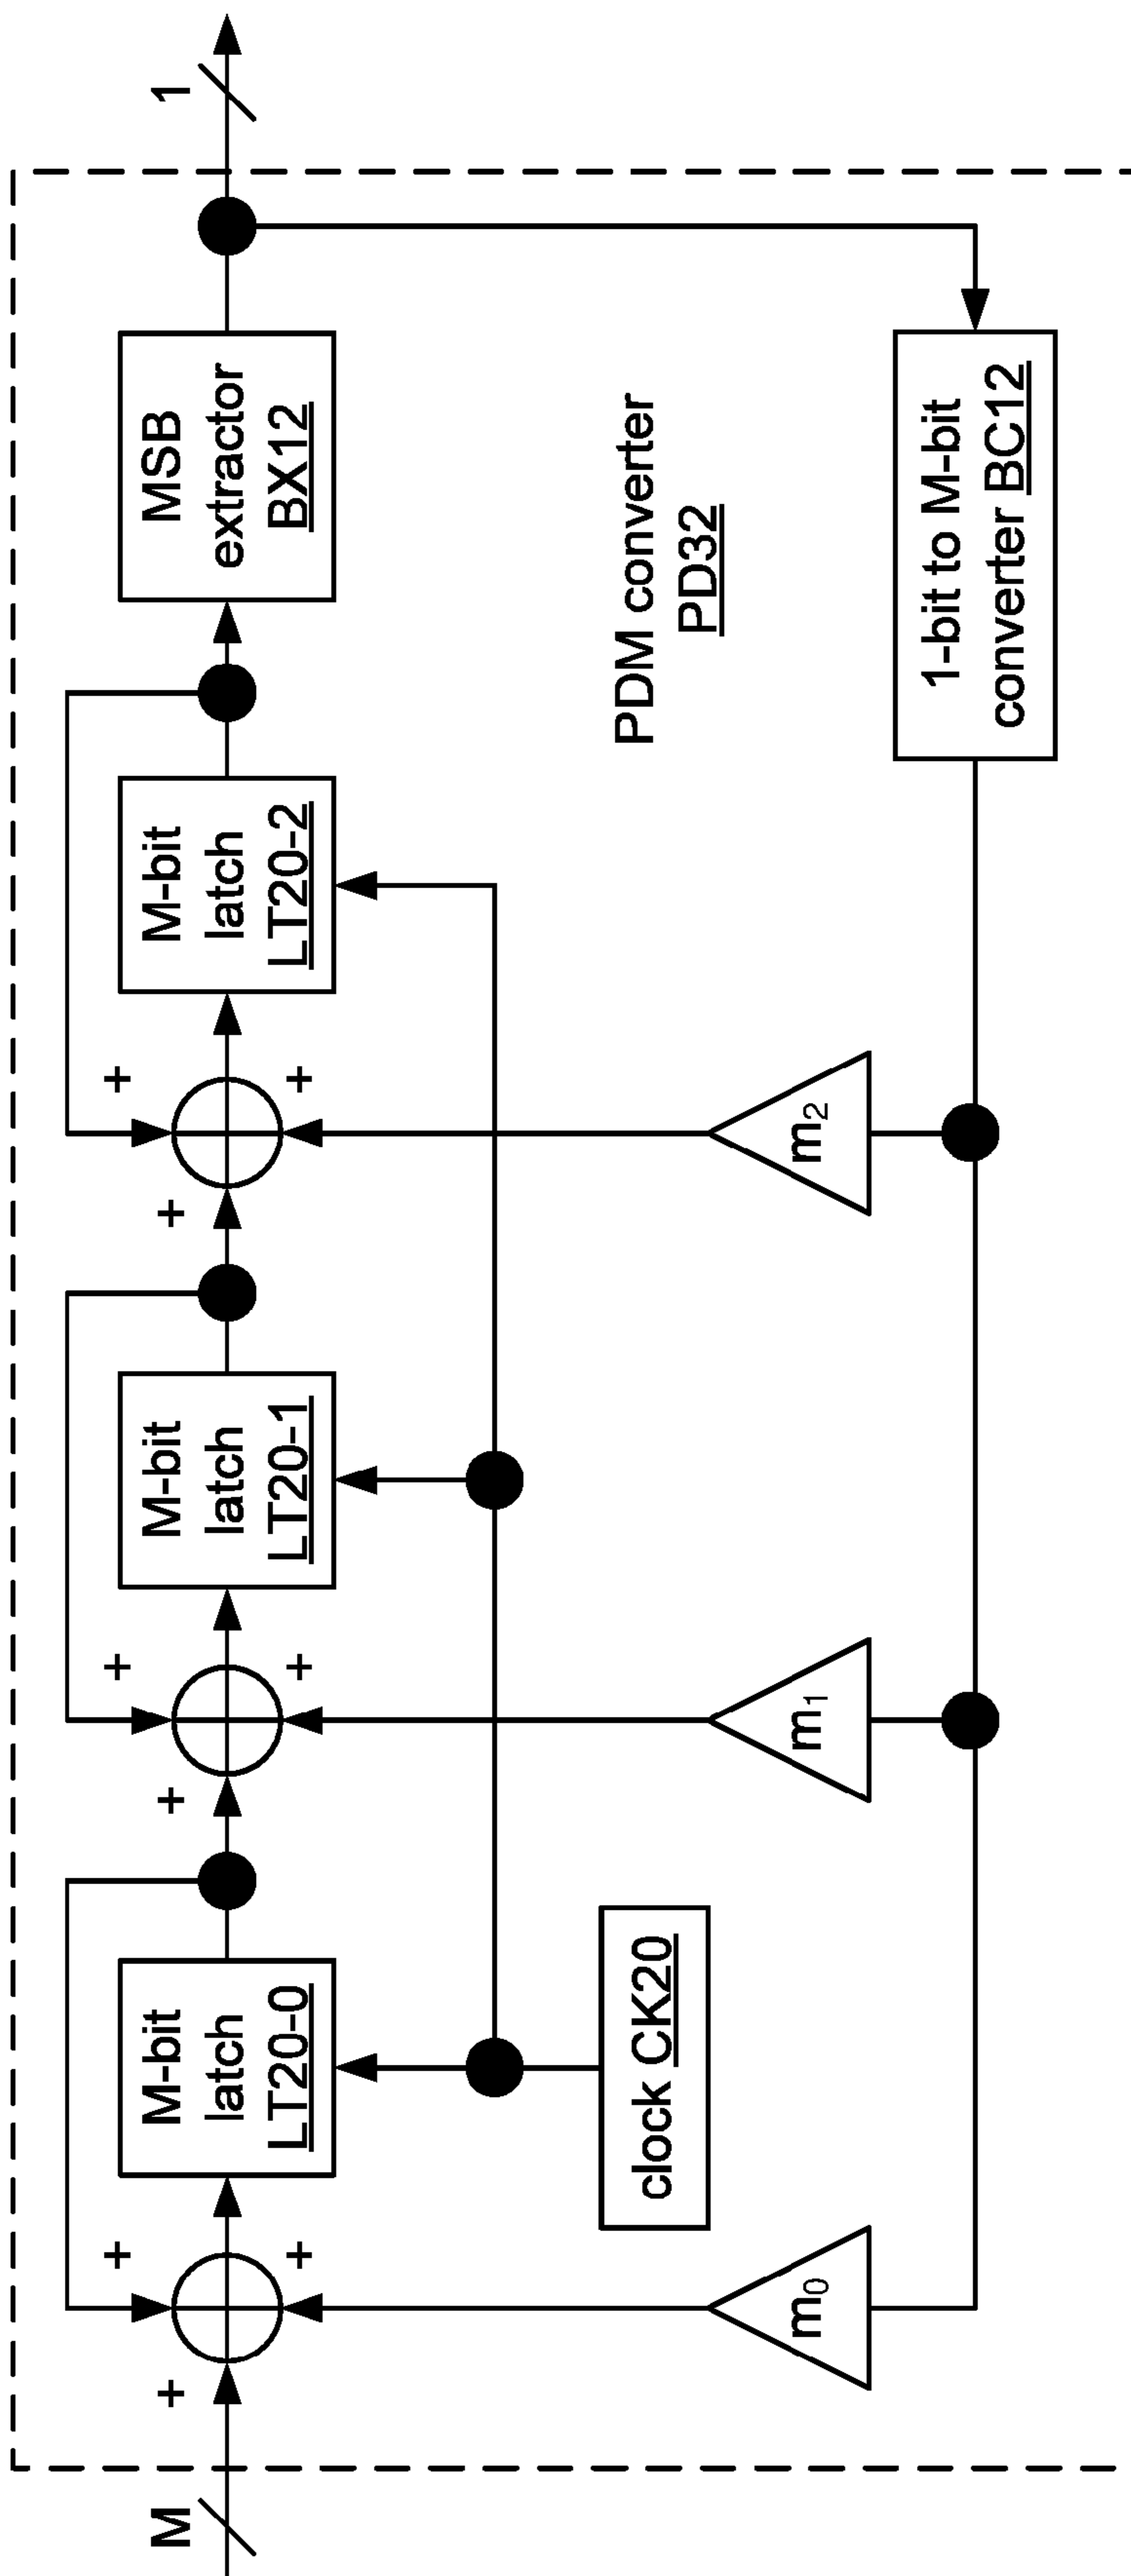 M
+
+
+
M-bit
latch
LT20-0
+
+
+
M-bit
latch
LT20-1
+
+
+
M-bit
latch
LT20-2
MSB
extractor
BX12
1
clock CK20
PDM converter
PD32
m0
m1
m2
1-bit to M-bit
converter BC12